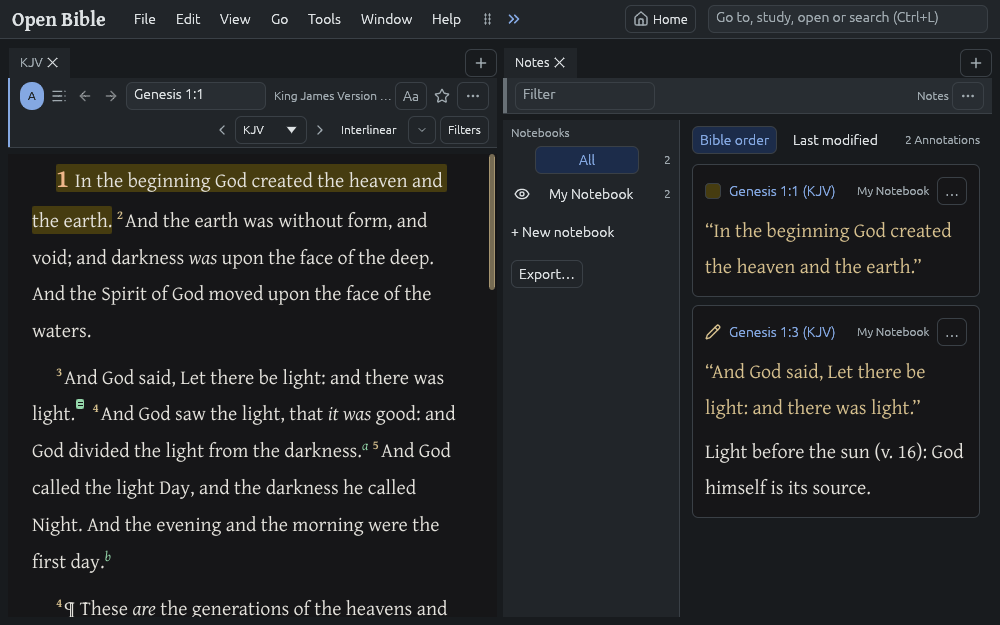 Open Bible File Edit View Go Tools Window Help » Home Go to, study, open or search (Ctrl+L)
KJV
A Genesis 1:1 King James Version … Aa …
KJV Interlinear Filters
1 In the beginning God created the heaven and
the earth. 2 And the earth was without form, and
void; and darkness was upon the face of the deep.
And the Spirit of God moved upon the face of the
waters.
3 And God said, Let there be light: and there was
light. 4 And God saw the light, that it was good: and
God divided the light from the darkness.a 5 And God
called the light Day, and the darkness he called
Night. And the evening and the morning were the
first day.b
4 ¶ These are the generations of the heavens and
Notes
Filter Notes …
Notebooks
All 2
My Notebook 2
+ New notebook
Export…
Bible order Last modified 2 Annotations
Genesis 1:1 (KJV) My Notebook …
“In the beginning God created
the heaven and the earth.”
Genesis 1:3 (KJV) My Notebook …
“And God said, Let there be
light: and there was light.”
Light before the sun (v. 16): God
himself is its source.